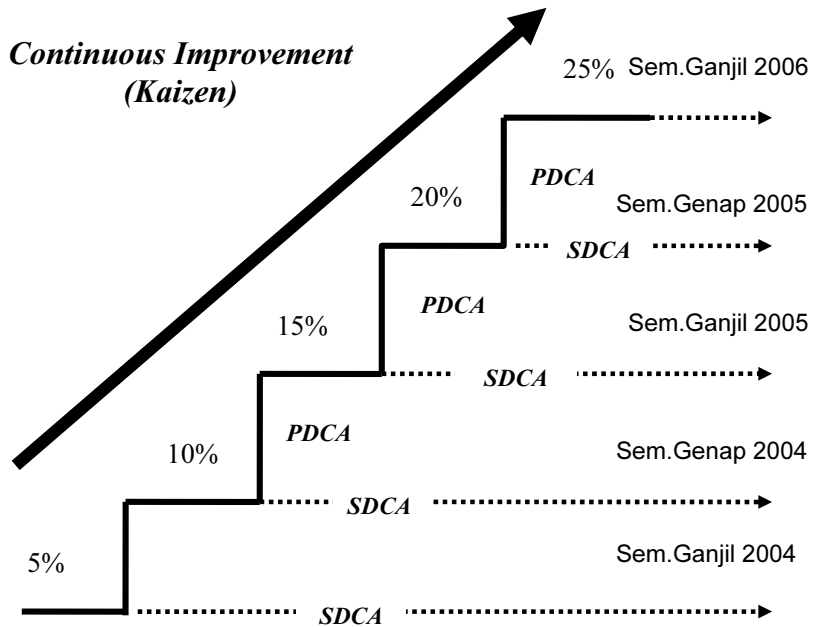 Continuous Improvement
(Kaizen)
25%
Sem.Ganjil 2006
PDCA
20%
Sem.Genap 2005
SDCA
PDCA
15%
Sem.Ganjil 2005
SDCA
PDCA
10%
Sem.Genap 2004
SDCA
5%
Sem.Ganjil 2004
SDCA